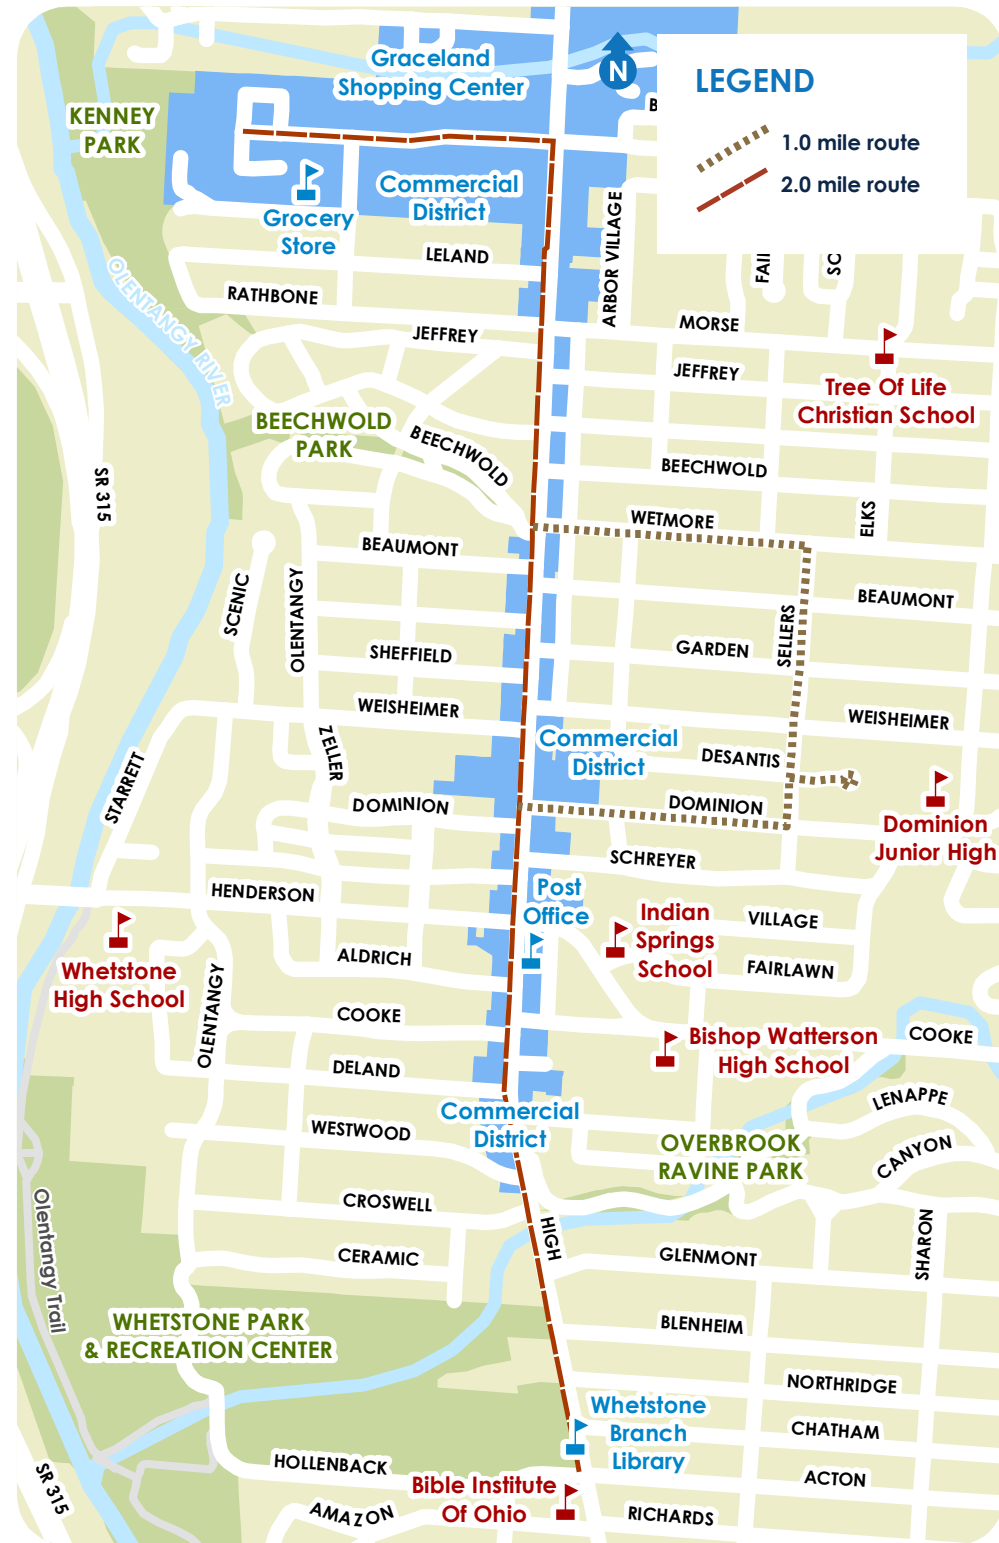 Graceland
Shopping Center
N
LEGEND
1.0 mile route
2.0 mile route
KENNEY
PARK
B
Commercial
District
Grocery
Store
ARBOR VILLAGE
LELAND
OLENTANGY RIVER
RATHBONE
JEFFREY
MORSE
JEFFREY
Tree Of Life
Christian School
BEECHWOLD
PARK
BEECHWOLD
BEECHWOLD
SR 315
WETMORE
ELKS
BEAUMONT
SCENIC
OLENTANGY
BEAUMONT
SELLERS
SHEFFIELD
GARDEN
WEISHEIMER
WEISHEIMER
ZELLER
Commercial
District
DESANTIS
STARRETT
DOMINION
DOMINION
Dominion
Junior High
SCHREYER
HENDERSON
Post
Office
Indian
Springs
School
VILLAGE
Whetstone
High School
ALDRICH
FAIRLAWN
OLENTANGY
COOKE
Bishop Watterson
High School
COOKE
DELAND
Commercial
District
LENAPPE
WESTWOOD
OVERBROOK
RAVINE PARK
CANYON
Olentangy Trail
CROSWELL
HIGH
SHARON
CERAMIC
GLENMONT
WHETSTONE PARK
& RECREATION CENTER
BLENHEIM
NORTHRIDGE
Whetstone
Branch
Library
CHATHAM
HOLLENBACK
ACTON
SR 315
Bible Institute
Of Ohio
AMAZON
RICHARDS